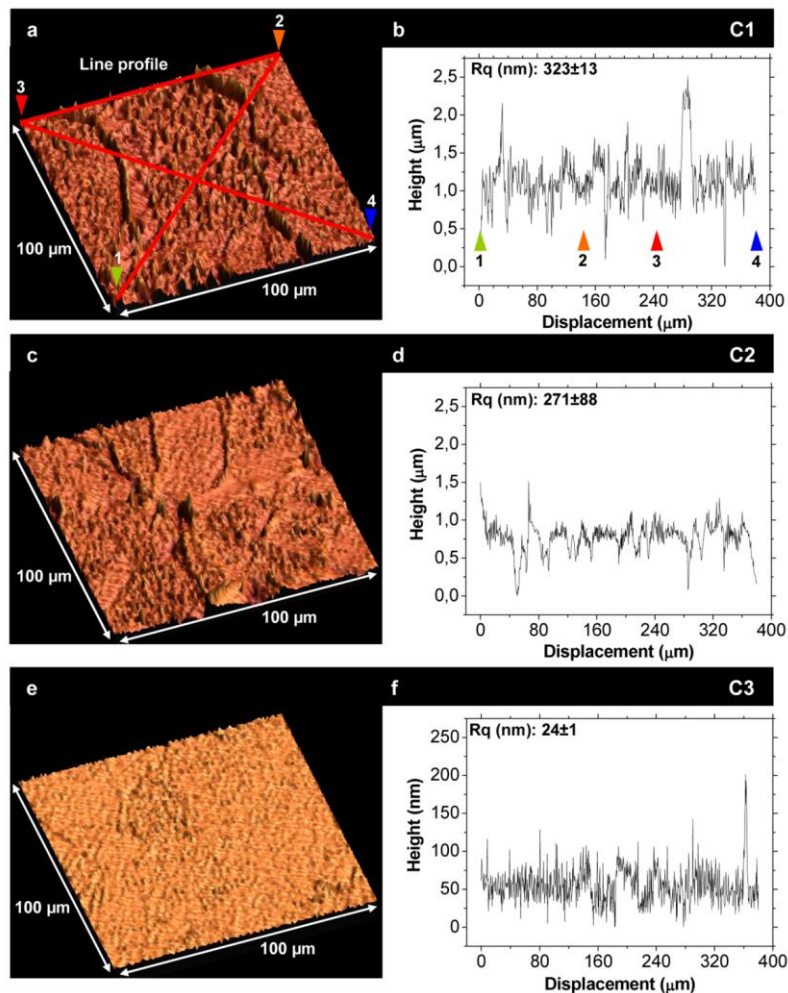 a
2
b
C1
Line profile
3
4
1
100 µm
100 µm
Rq (nm): 323±13
2,5
2,0
1,5
1,0
0,5
0,0
Height (µm)
1
2
3
4
0
80
160
240
320
400
Displacement (µm)
c
d
C2
100 µm
100 µm
Rq (nm): 271±88
2,5
2,0
1,5
1,0
0,5
0,0
Height (µm)
0
80
160
240
320
400
Displacement (µm)
e
f
C3
100 µm
100 µm
Rq (nm): 24±1
250
200
150
100
50
0
Height (nm)
0
80
160
240
320
400
Displacement (µm)